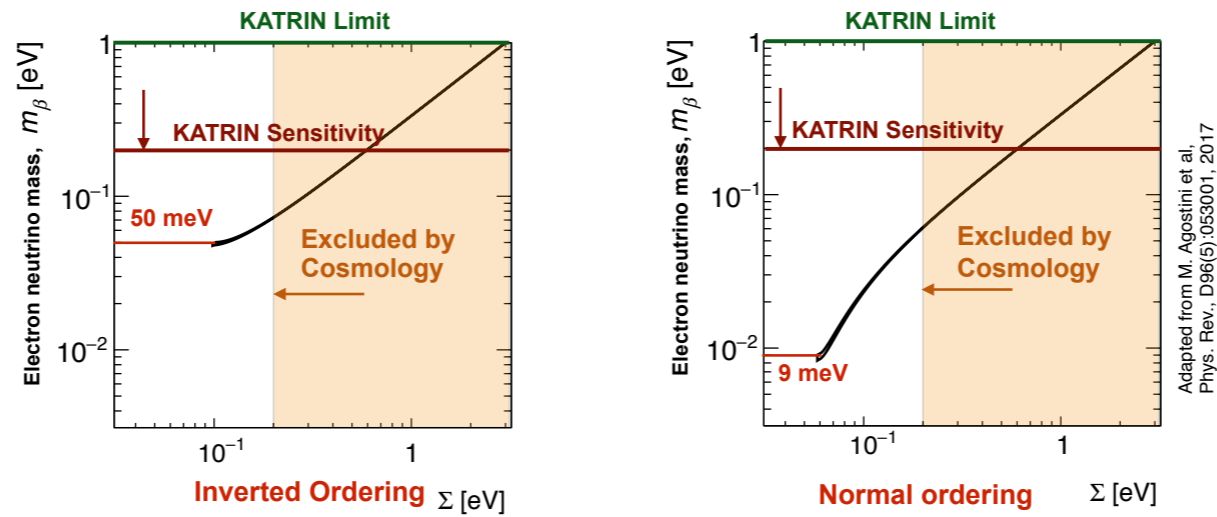 KATRIN Limit
Electron neutrino mass, m_β [eV]
1
10⁻¹
10⁻²
KATRIN Sensitivity
50 meV
Excluded by
Cosmology
10⁻¹
1
Inverted Ordering
Σ [eV]
KATRIN Limit
Electron neutrino mass, m_β [eV]
1
10⁻¹
10⁻²
KATRIN Sensitivity
Excluded by
Cosmology
9 meV
10⁻¹
1
Normal ordering
Σ [eV]
Adapted from M. Agostini et al,
Phys. Rev., D96(5):053001, 2017